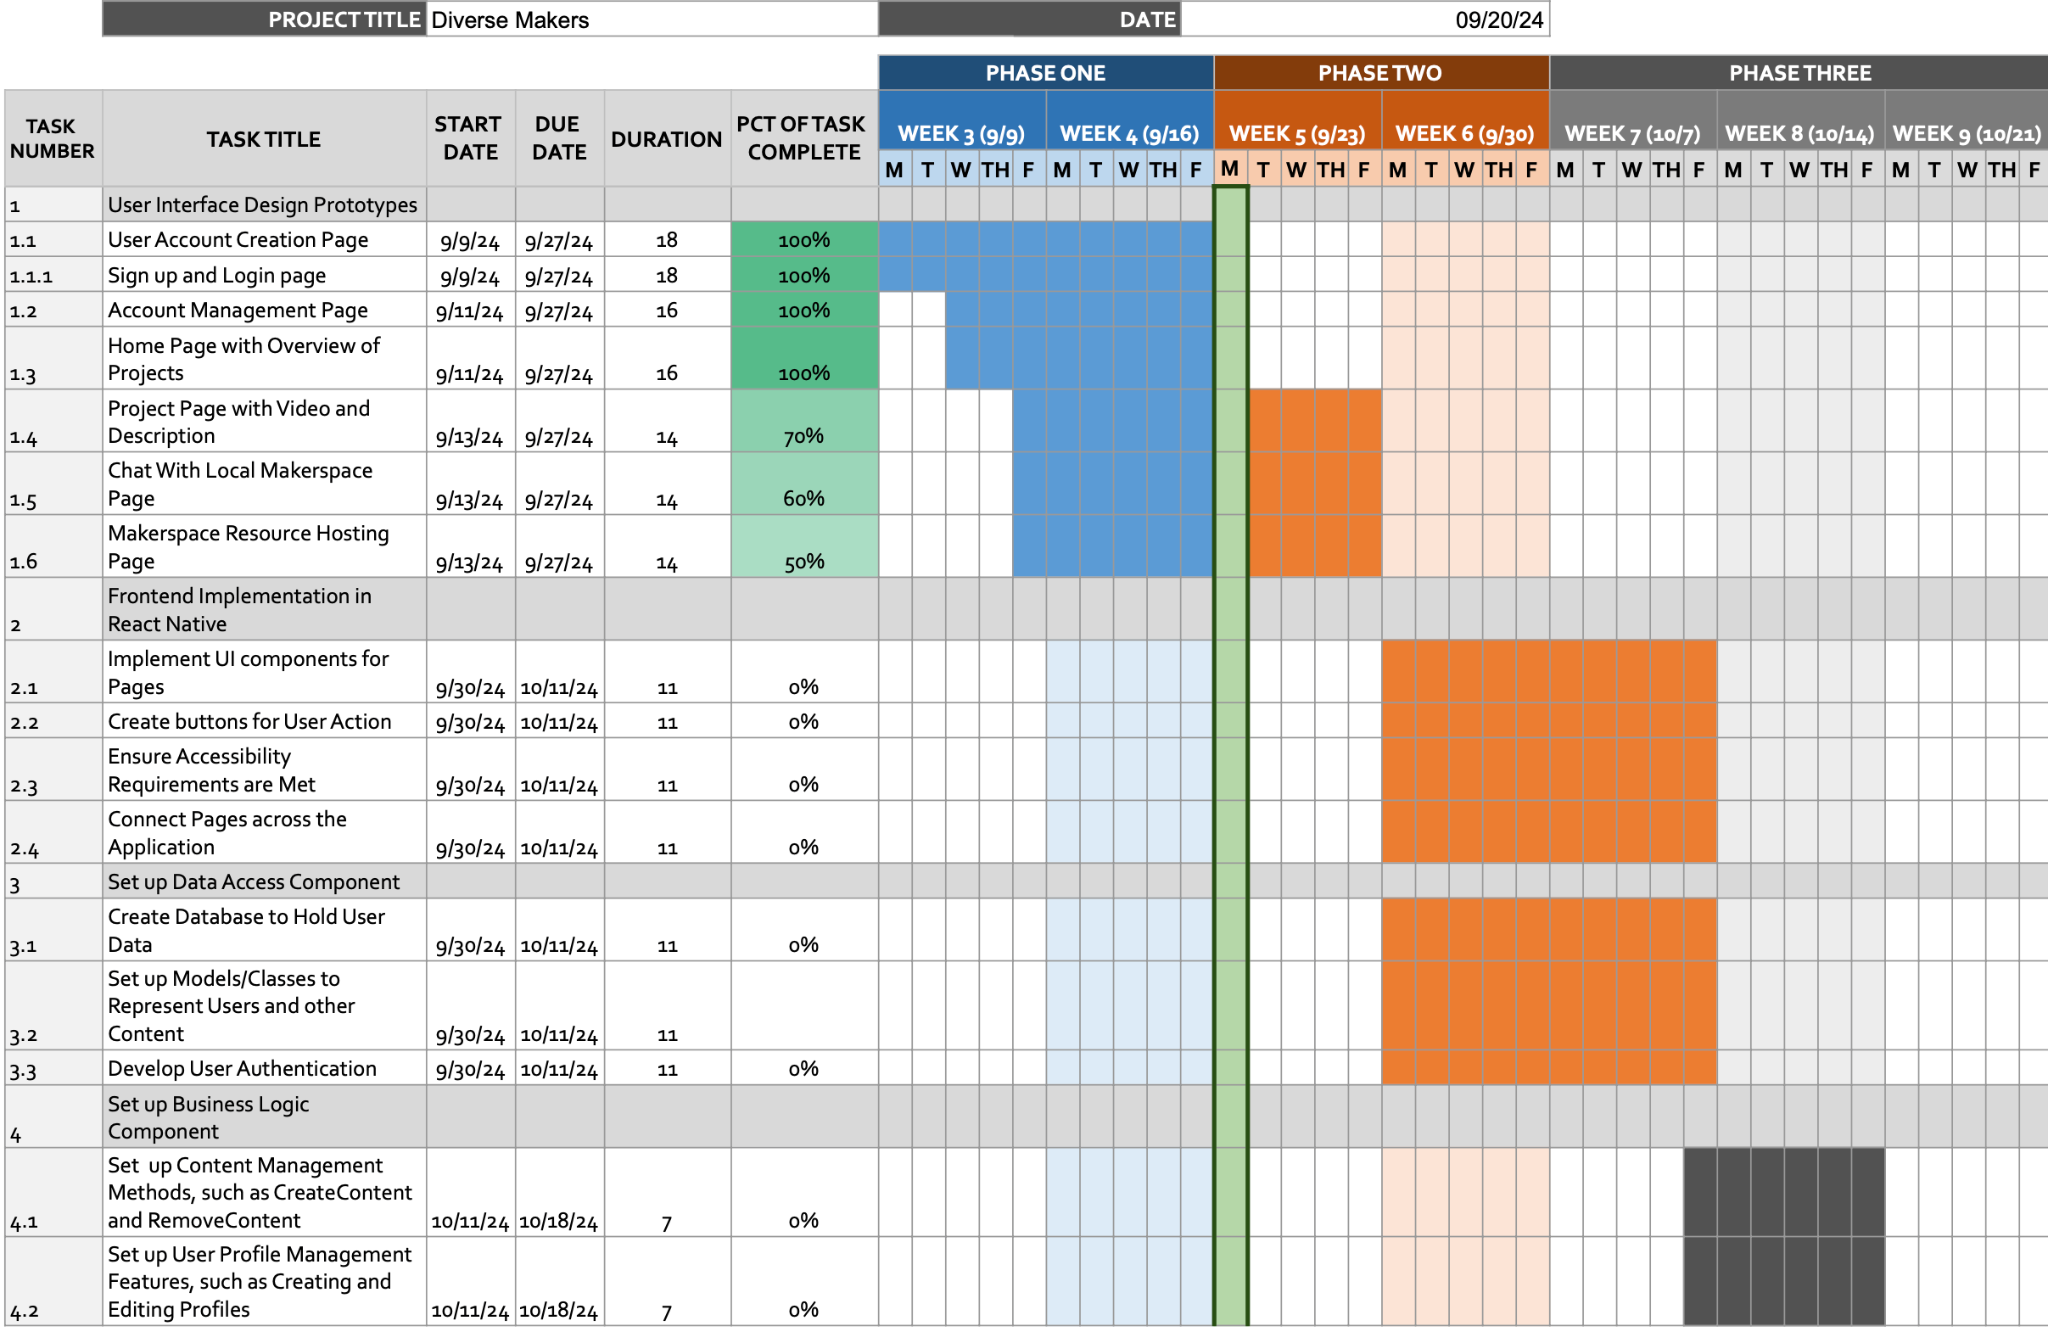 PROJECT TITLE Diverse Makers DATE 09/20/24
PHASE ONE PHASE TWO PHASE THREE
TASK NUMBER TASK TITLE START DATE DUE DATE DURATION PCT OF TASK COMPLETE WEEK 3 (9/9) WEEK 4 (9/16) WEEK 5 (9/23) WEEK 6 (9/30) WEEK 7 (10/7) WEEK 8 (10/14) WEEK 9 (10/21)
M T W TH F M T W TH F M T W TH F M T W TH F M T W TH F M T W TH F M T W TH F
1 User Interface Design Prototypes
1.1 User Account Creation Page 9/9/24 9/27/24 18 100%
1.1.1 Sign up and Login page 9/9/24 9/27/24 18 100%
1.2 Account Management Page 9/11/24 9/27/24 16 100%
Home Page with Overview of
1.3 Projects 9/11/24 9/27/24 16 100%
Project Page with Video and
1.4 Description 9/13/24 9/27/24 14 70%
Chat With Local Makerspace
1.5 Page 9/13/24 9/27/24 14 60%
Makerspace Resource Hosting
1.6 Page 9/13/24 9/27/24 14 50%
Frontend Implementation in
2 React Native
Implement UI components for
2.1 Pages 9/30/24 10/11/24 11 0%
2.2 Create buttons for User Action 9/30/24 10/11/24 11 0%
Ensure Accessibility
2.3 Requirements are Met 9/30/24 10/11/24 11 0%
Connect Pages across the
2.4 Application 9/30/24 10/11/24 11 0%
3 Set up Data Access Component
Create Database to Hold User
3.1 Data 9/30/24 10/11/24 11 0%
Set up Models/Classes to
Represent Users and other
3.2 Content 9/30/24 10/11/24 11
3.3 Develop User Authentication 9/30/24 10/11/24 11 0%
Set up Business Logic
4 Component
Set  up Content Management
Methods, such as CreateContent
4.1 and RemoveContent 10/11/24 10/18/24 7 0%
Set up User Profile Management
Features, such as Creating and
4.2 Editing Profiles 10/11/24 10/18/24 7 0%